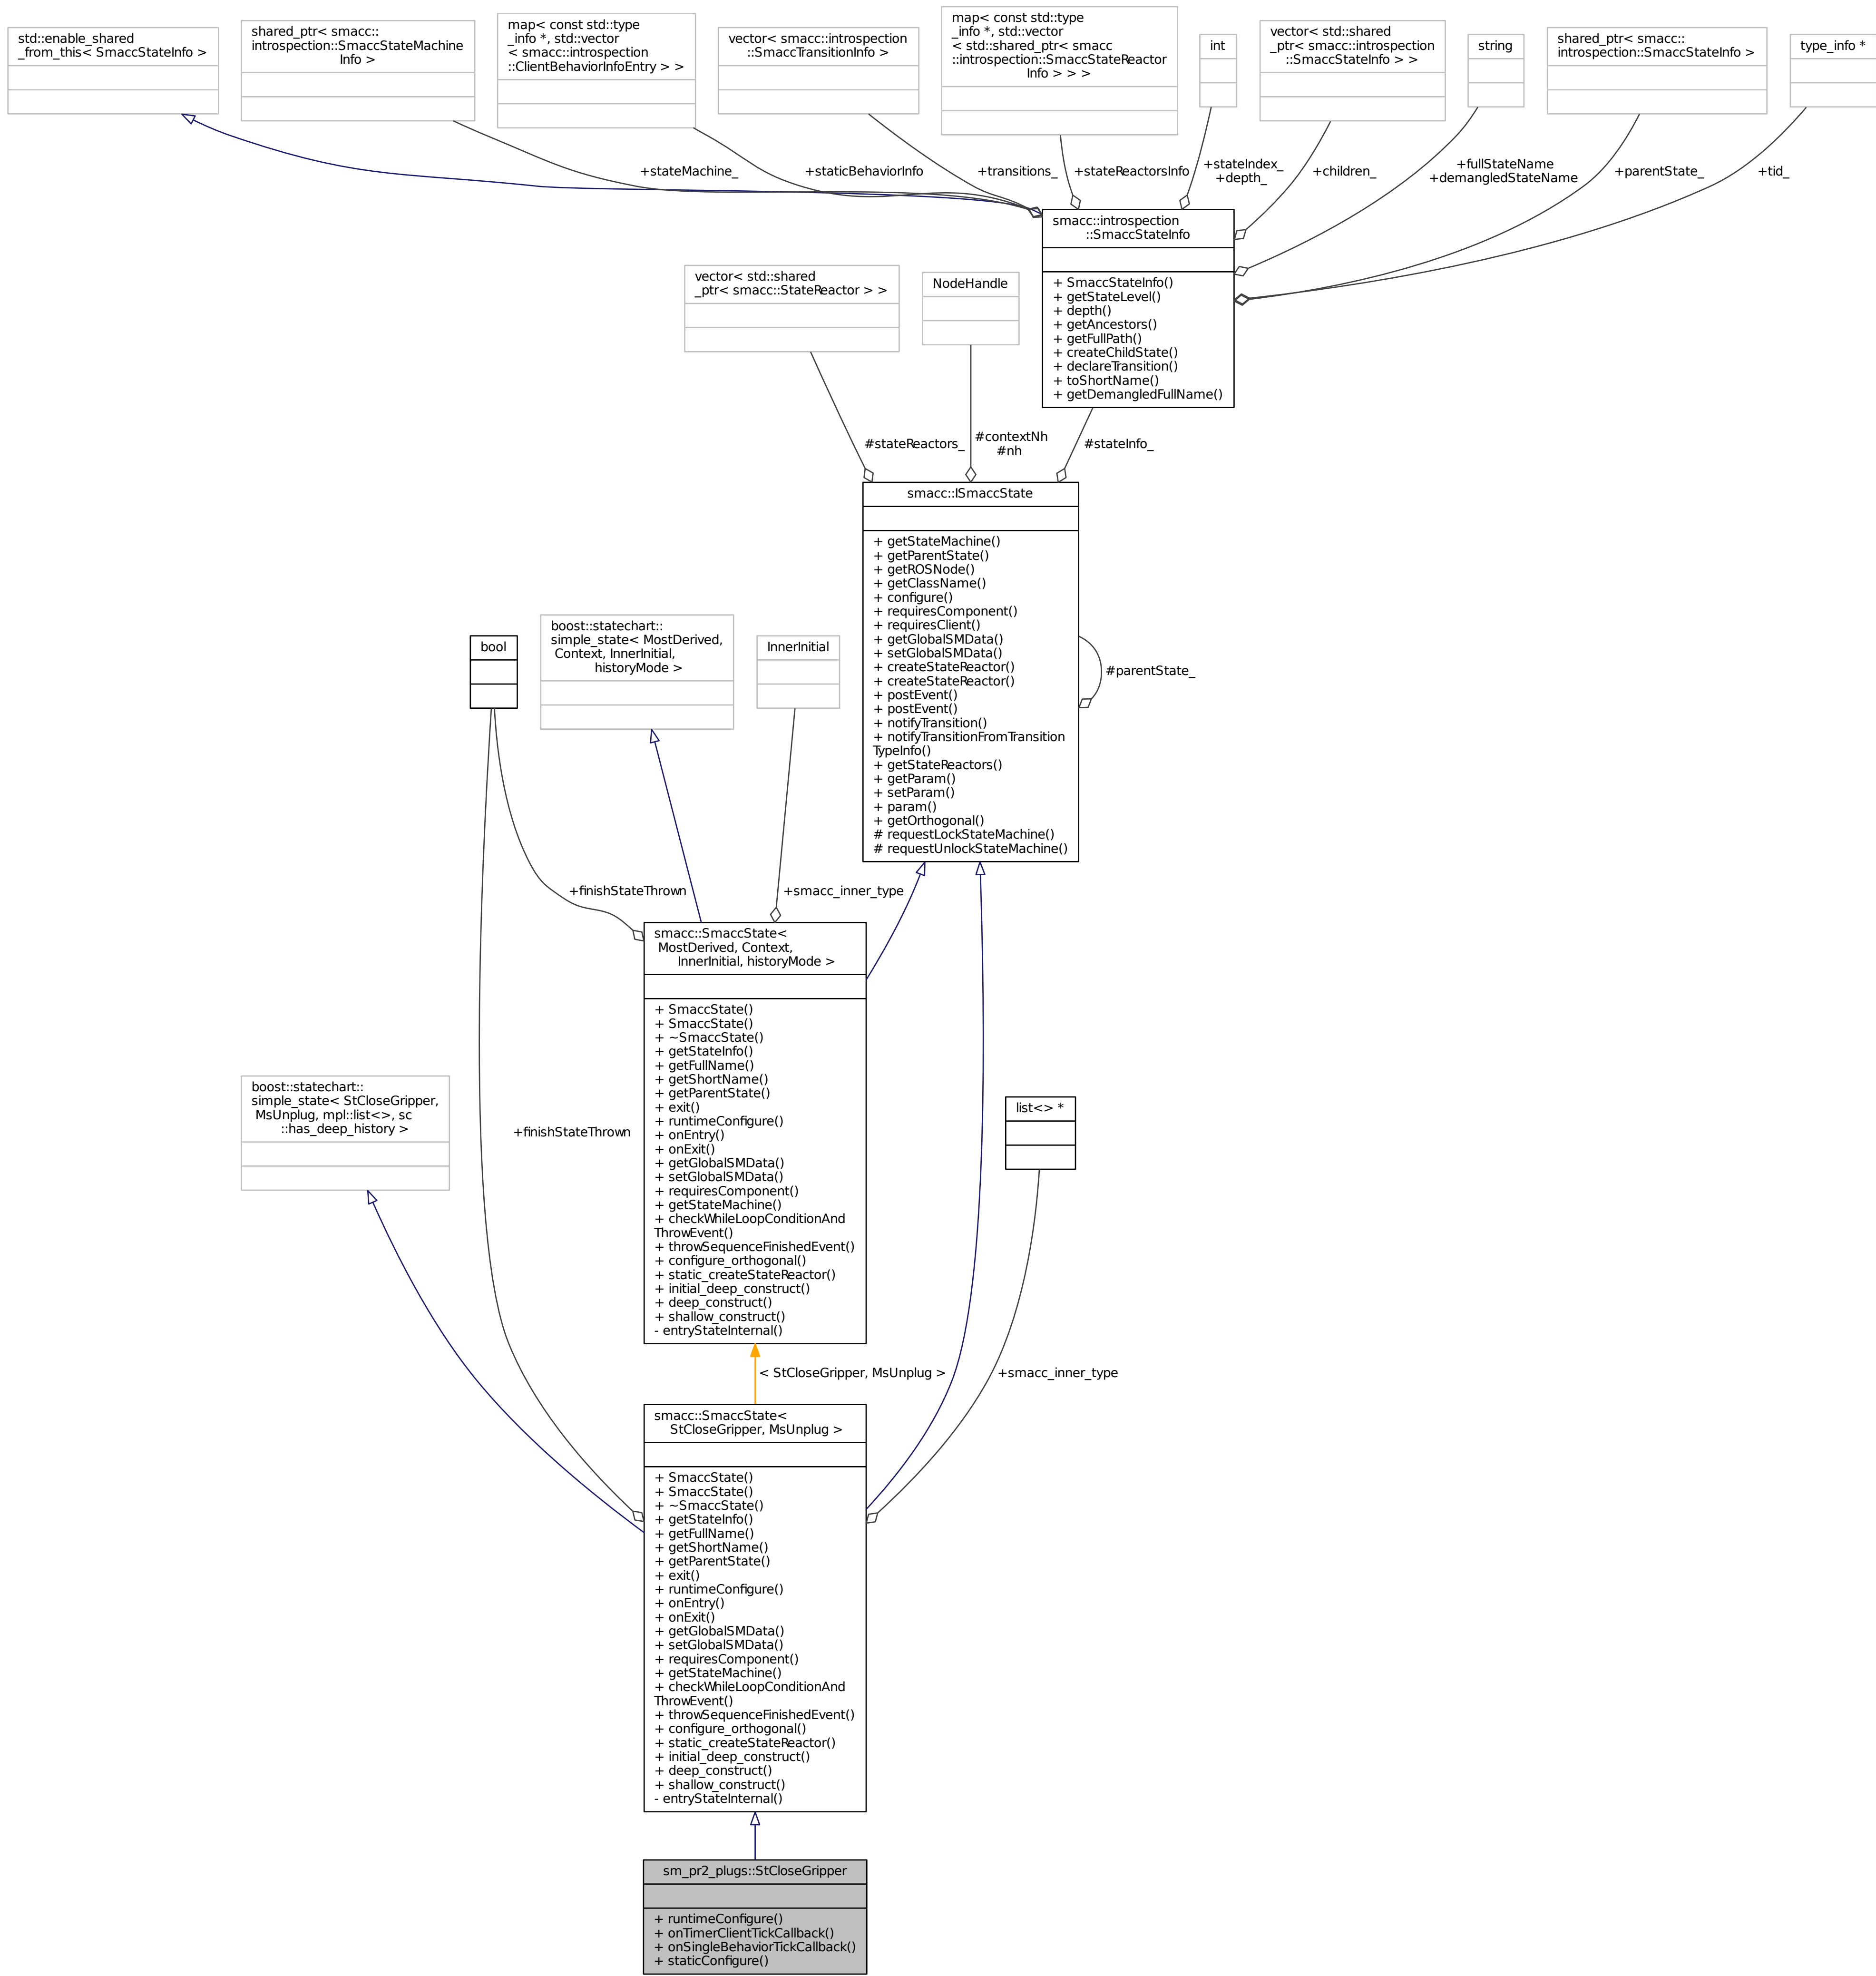 std::enable_shared
_from_this< SmaccStateInfo >
shared_ptr< smacc::
introspection::SmaccStateMachine
Info >
map< const std::type
_info *, std::vector
< smacc::introspection
::ClientBehaviorInfoEntry > >
vector< smacc::introspection
::SmaccTransitionInfo >
map< const std::type
_info *, std::vector
< std::shared_ptr< smacc
::introspection::SmaccStateReactor
Info > > >
int
vector< std::shared
_ptr< smacc::introspection
::SmaccStateInfo > >
string
shared_ptr< smacc::
introspection::SmaccStateInfo >
type_info *
+stateMachine_
+staticBehaviorInfo
+transitions_
+stateReactorsInfo
+stateIndex_
+depth_
+children_
+fullStateName
+demangledStateName
+parentState_
+tid_
smacc::introspection
::SmaccStateInfo
+ SmaccStateInfo()
+ getStateLevel()
+ depth()
+ getAncestors()
+ getFullPath()
+ createChildState()
+ declareTransition()
+ toShortName()
+ getDemangledFullName()
vector< std::shared
_ptr< smacc::StateReactor > >
NodeHandle
#stateReactors_
#contextNh
#nh
#stateInfo_
smacc::ISmaccState
+ getStateMachine()
+ getParentState()
+ getROSNode()
+ getClassName()
+ configure()
+ requiresComponent()
+ requiresClient()
+ getGlobalSMData()
+ setGlobalSMData()
+ createStateReactor()
+ createStateReactor()
+ postEvent()
+ postEvent()
+ notifyTransition()
+ notifyTransitionFromTransition
TypeInfo()
+ getStateReactors()
+ getParam()
+ setParam()
+ param()
+ getOrthogonal()
# requestLockStateMachine()
# requestUnlockStateMachine()
#parentState_
bool
boost::statechart::
simple_state< MostDerived,
Context, InnerInitial,
historyMode >
InnerInitial
+finishStateThrown
+smacc_inner_type
smacc::SmaccState<
MostDerived, Context,
InnerInitial, historyMode >
+ SmaccState()
+ SmaccState()
+ ~SmaccState()
+ getStateInfo()
+ getFullName()
+ getShortName()
+ getParentState()
+ exit()
+ runtimeConfigure()
+ onEntry()
+ onExit()
+ getGlobalSMData()
+ setGlobalSMData()
+ requiresComponent()
+ getStateMachine()
+ checkWhileLoopConditionAnd
ThrowEvent()
+ throwSequenceFinishedEvent()
+ configure_orthogonal()
+ static_createStateReactor()
+ initial_deep_construct()
+ deep_construct()
+ shallow_construct()
- entryStateInternal()
boost::statechart::
simple_state< StCloseGripper,
MsUnplug, mpl::list<>, sc
::has_deep_history >
+finishStateThrown
list<> *
< StCloseGripper, MsUnplug >
+smacc_inner_type
smacc::SmaccState<
StCloseGripper, MsUnplug >
+ SmaccState()
+ SmaccState()
+ ~SmaccState()
+ getStateInfo()
+ getFullName()
+ getShortName()
+ getParentState()
+ exit()
+ runtimeConfigure()
+ onEntry()
+ onExit()
+ getGlobalSMData()
+ setGlobalSMData()
+ requiresComponent()
+ getStateMachine()
+ checkWhileLoopConditionAnd
ThrowEvent()
+ throwSequenceFinishedEvent()
+ configure_orthogonal()
+ static_createStateReactor()
+ initial_deep_construct()
+ deep_construct()
+ shallow_construct()
- entryStateInternal()
sm_pr2_plugs::StCloseGripper
+ runtimeConfigure()
+ onTimerClientTickCallback()
+ onSingleBehaviorTickCallback()
+ staticConfigure()